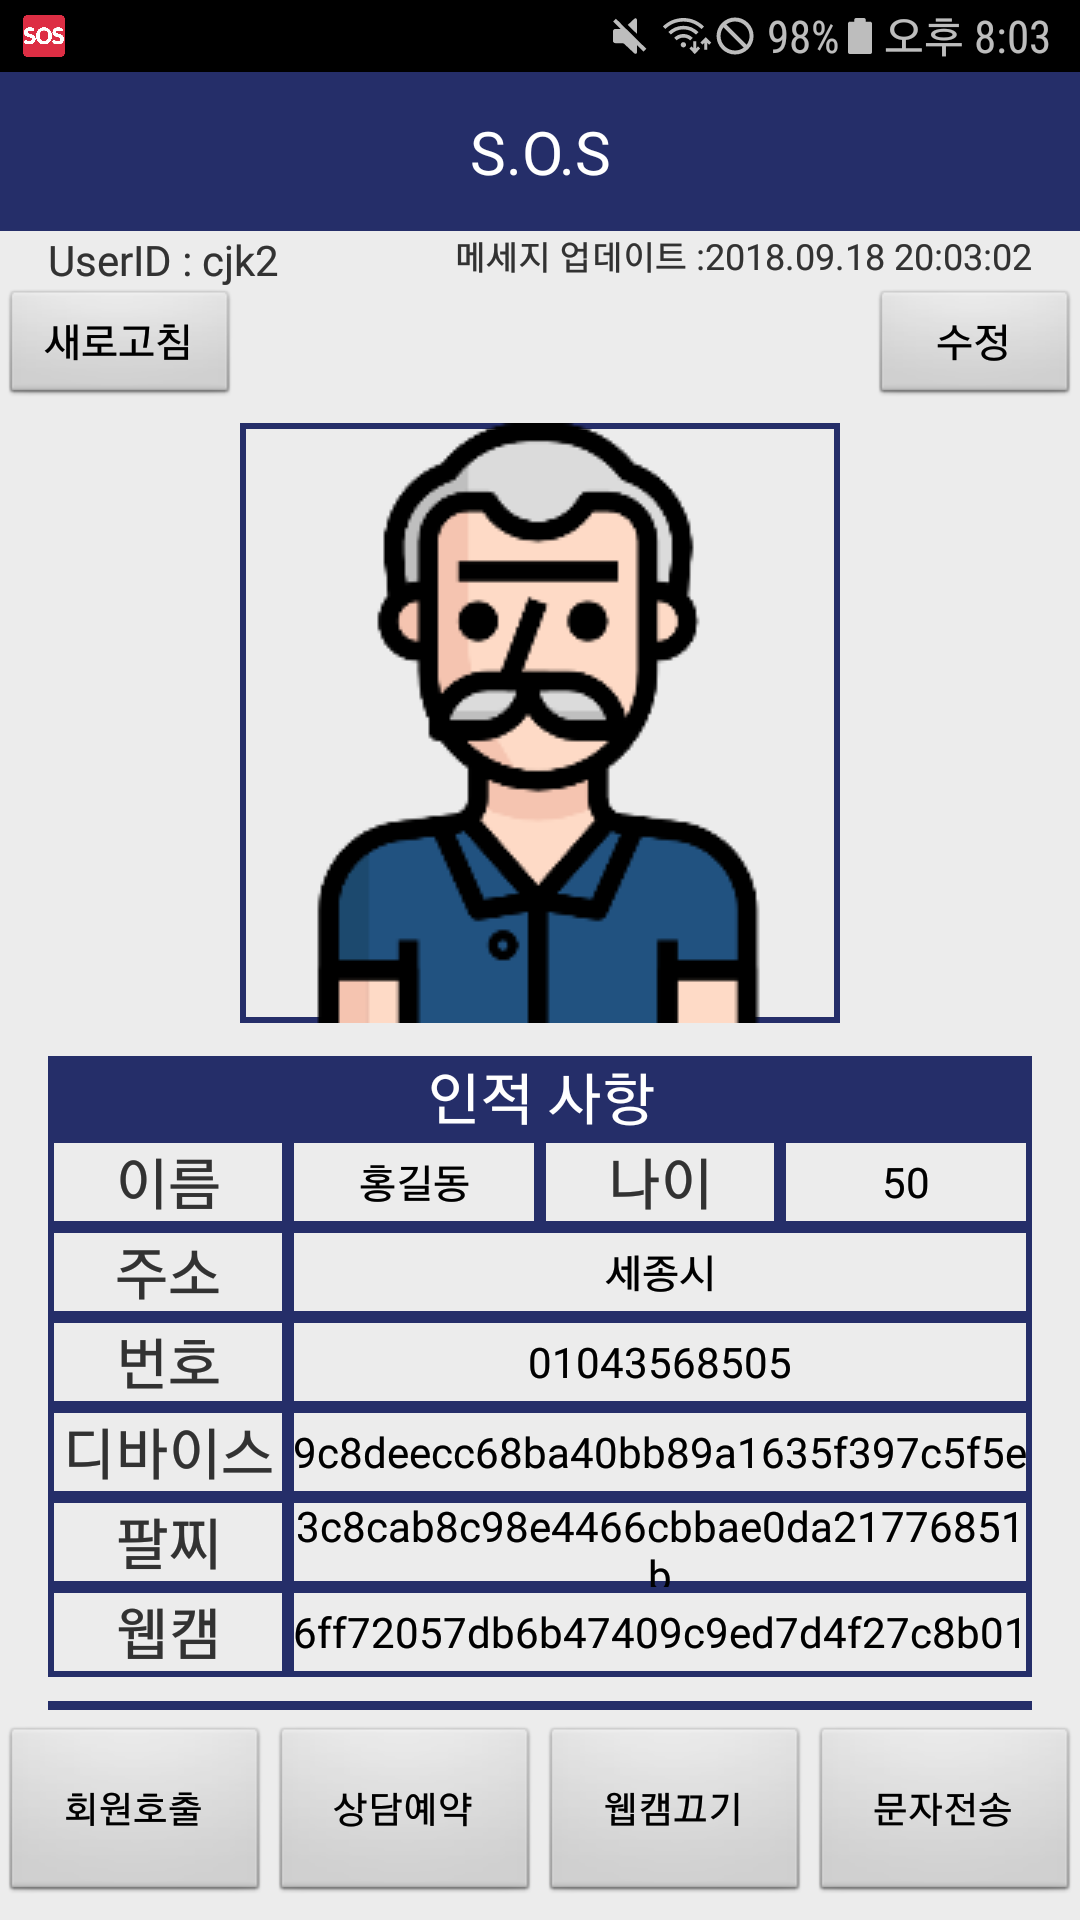 SOS 98% 오후 8:03
S.O.S
UserID : cjk2 메세지 업데이트 :2018.09.18 20:03:02
새로고침 수정
인적 사항
이름 홍길동 나이 50
주소 세종시
번호 01043568505
디바이스 9c8deecc68ba40bb89a1635f397c5f5e
팔찌 3c8cab8c98e4466cbbae0da21776851
b
웹캠 6ff72057db6b47409c9ed7d4f27c8b01
회원호출 상담예약 웹캠끄기 문자전송